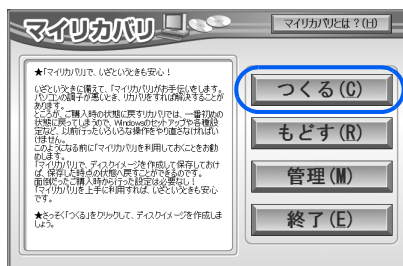 マイリカバリ
マイリカバリとは？(H)
★「マイリカバリ」で、いざというときも安心！
いざというときに備えて、「マイリカバリ」がお手伝いをします。
パソコンの調子が悪いとき、リカバリをすれば解決することが
あります。
ところが、ご購入時の状態に戻すリカバリでは、一番初めの
状態に戻ってしまうので、Windowsのセットアップや各種設
定など、以前行ったいろいろな操作をやり直さなければい
けません。
このようになる前に「マイリカバリ」を利用しておくことをお勧
めします。
「マイリカバリ」で、ディスクイメージを作成して保存しておけ
ば、保存した時点の状態へ戻すことができるのです。
面倒だったご購入時から行った設定は必要なし！
「マイリカバリ」を上手に利用すれば、いざというときも安心
です。
★さっそく「つくる」をクリックして、ディスクイメージを作成しま
しょう。
つくる(C)
もどす(R)
管理(M)
終了(E)